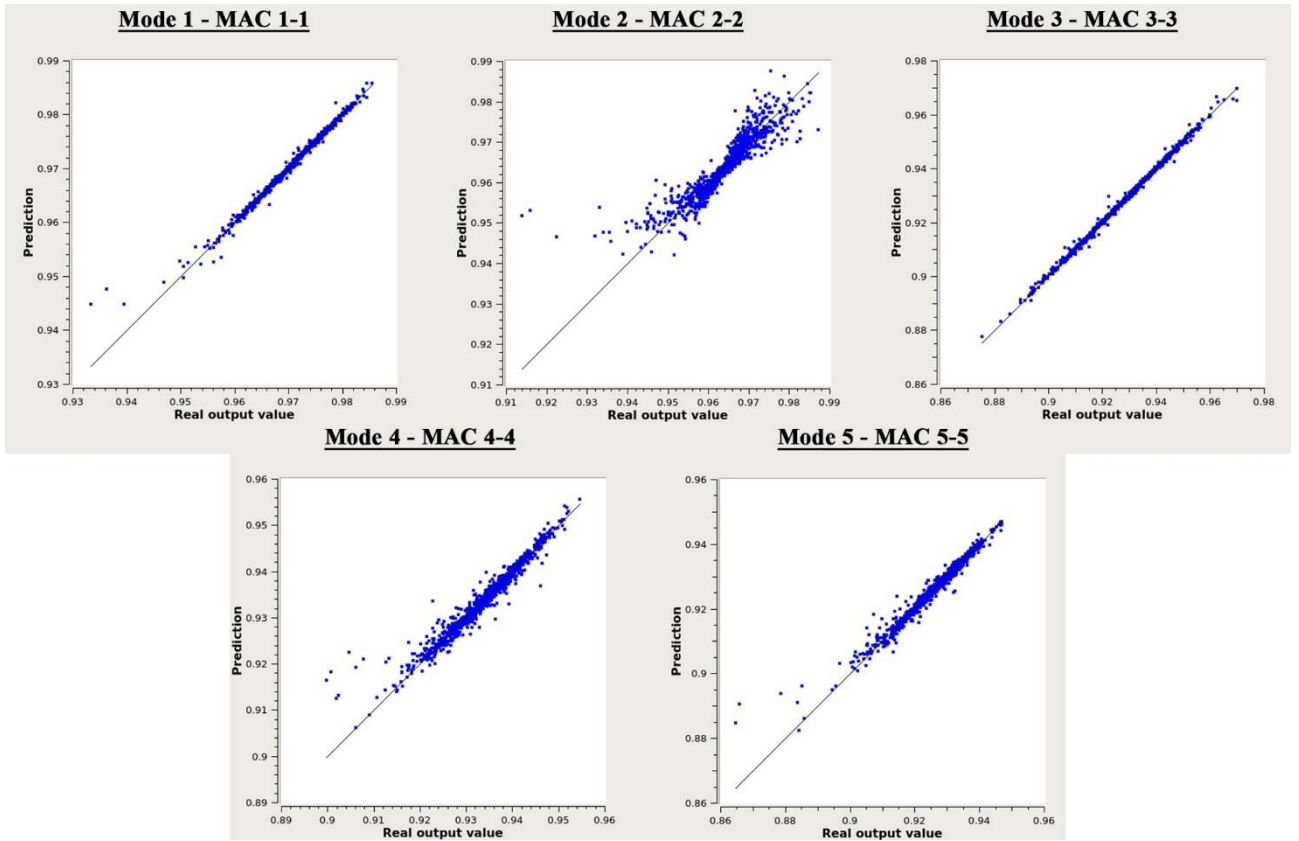 Mode 1 - MAC 1-1
Mode 2 - MAC 2-2
Mode 3 - MAC 3-3
0.99
0.98
0.97
0.96
0.95
0.94
0.93
Prediction
0.93 0.94 0.95 0.96 0.97 0.98 0.99
Real output value
0.99
0.98
0.97
0.96
0.95
0.94
0.93
0.92
0.91
Prediction
0.91 0.92 0.93 0.94 0.95 0.96 0.97 0.98 0.99
Real output value
0.98
0.96
0.94
0.92
0.9
0.88
0.86
Prediction
0.86 0.88 0.9 0.92 0.94 0.96 0.98
Real output value
Mode 4 - MAC 4-4
Mode 5 - MAC 5-5
0.96
0.95
0.94
0.93
0.92
0.91
0.9
0.89
Prediction
0.89 0.9 0.91 0.92 0.93 0.94 0.95 0.96
Real output value
0.96
0.94
0.92
0.9
0.88
0.86
Prediction
0.86 0.88 0.9 0.92 0.94 0.96
Real output value